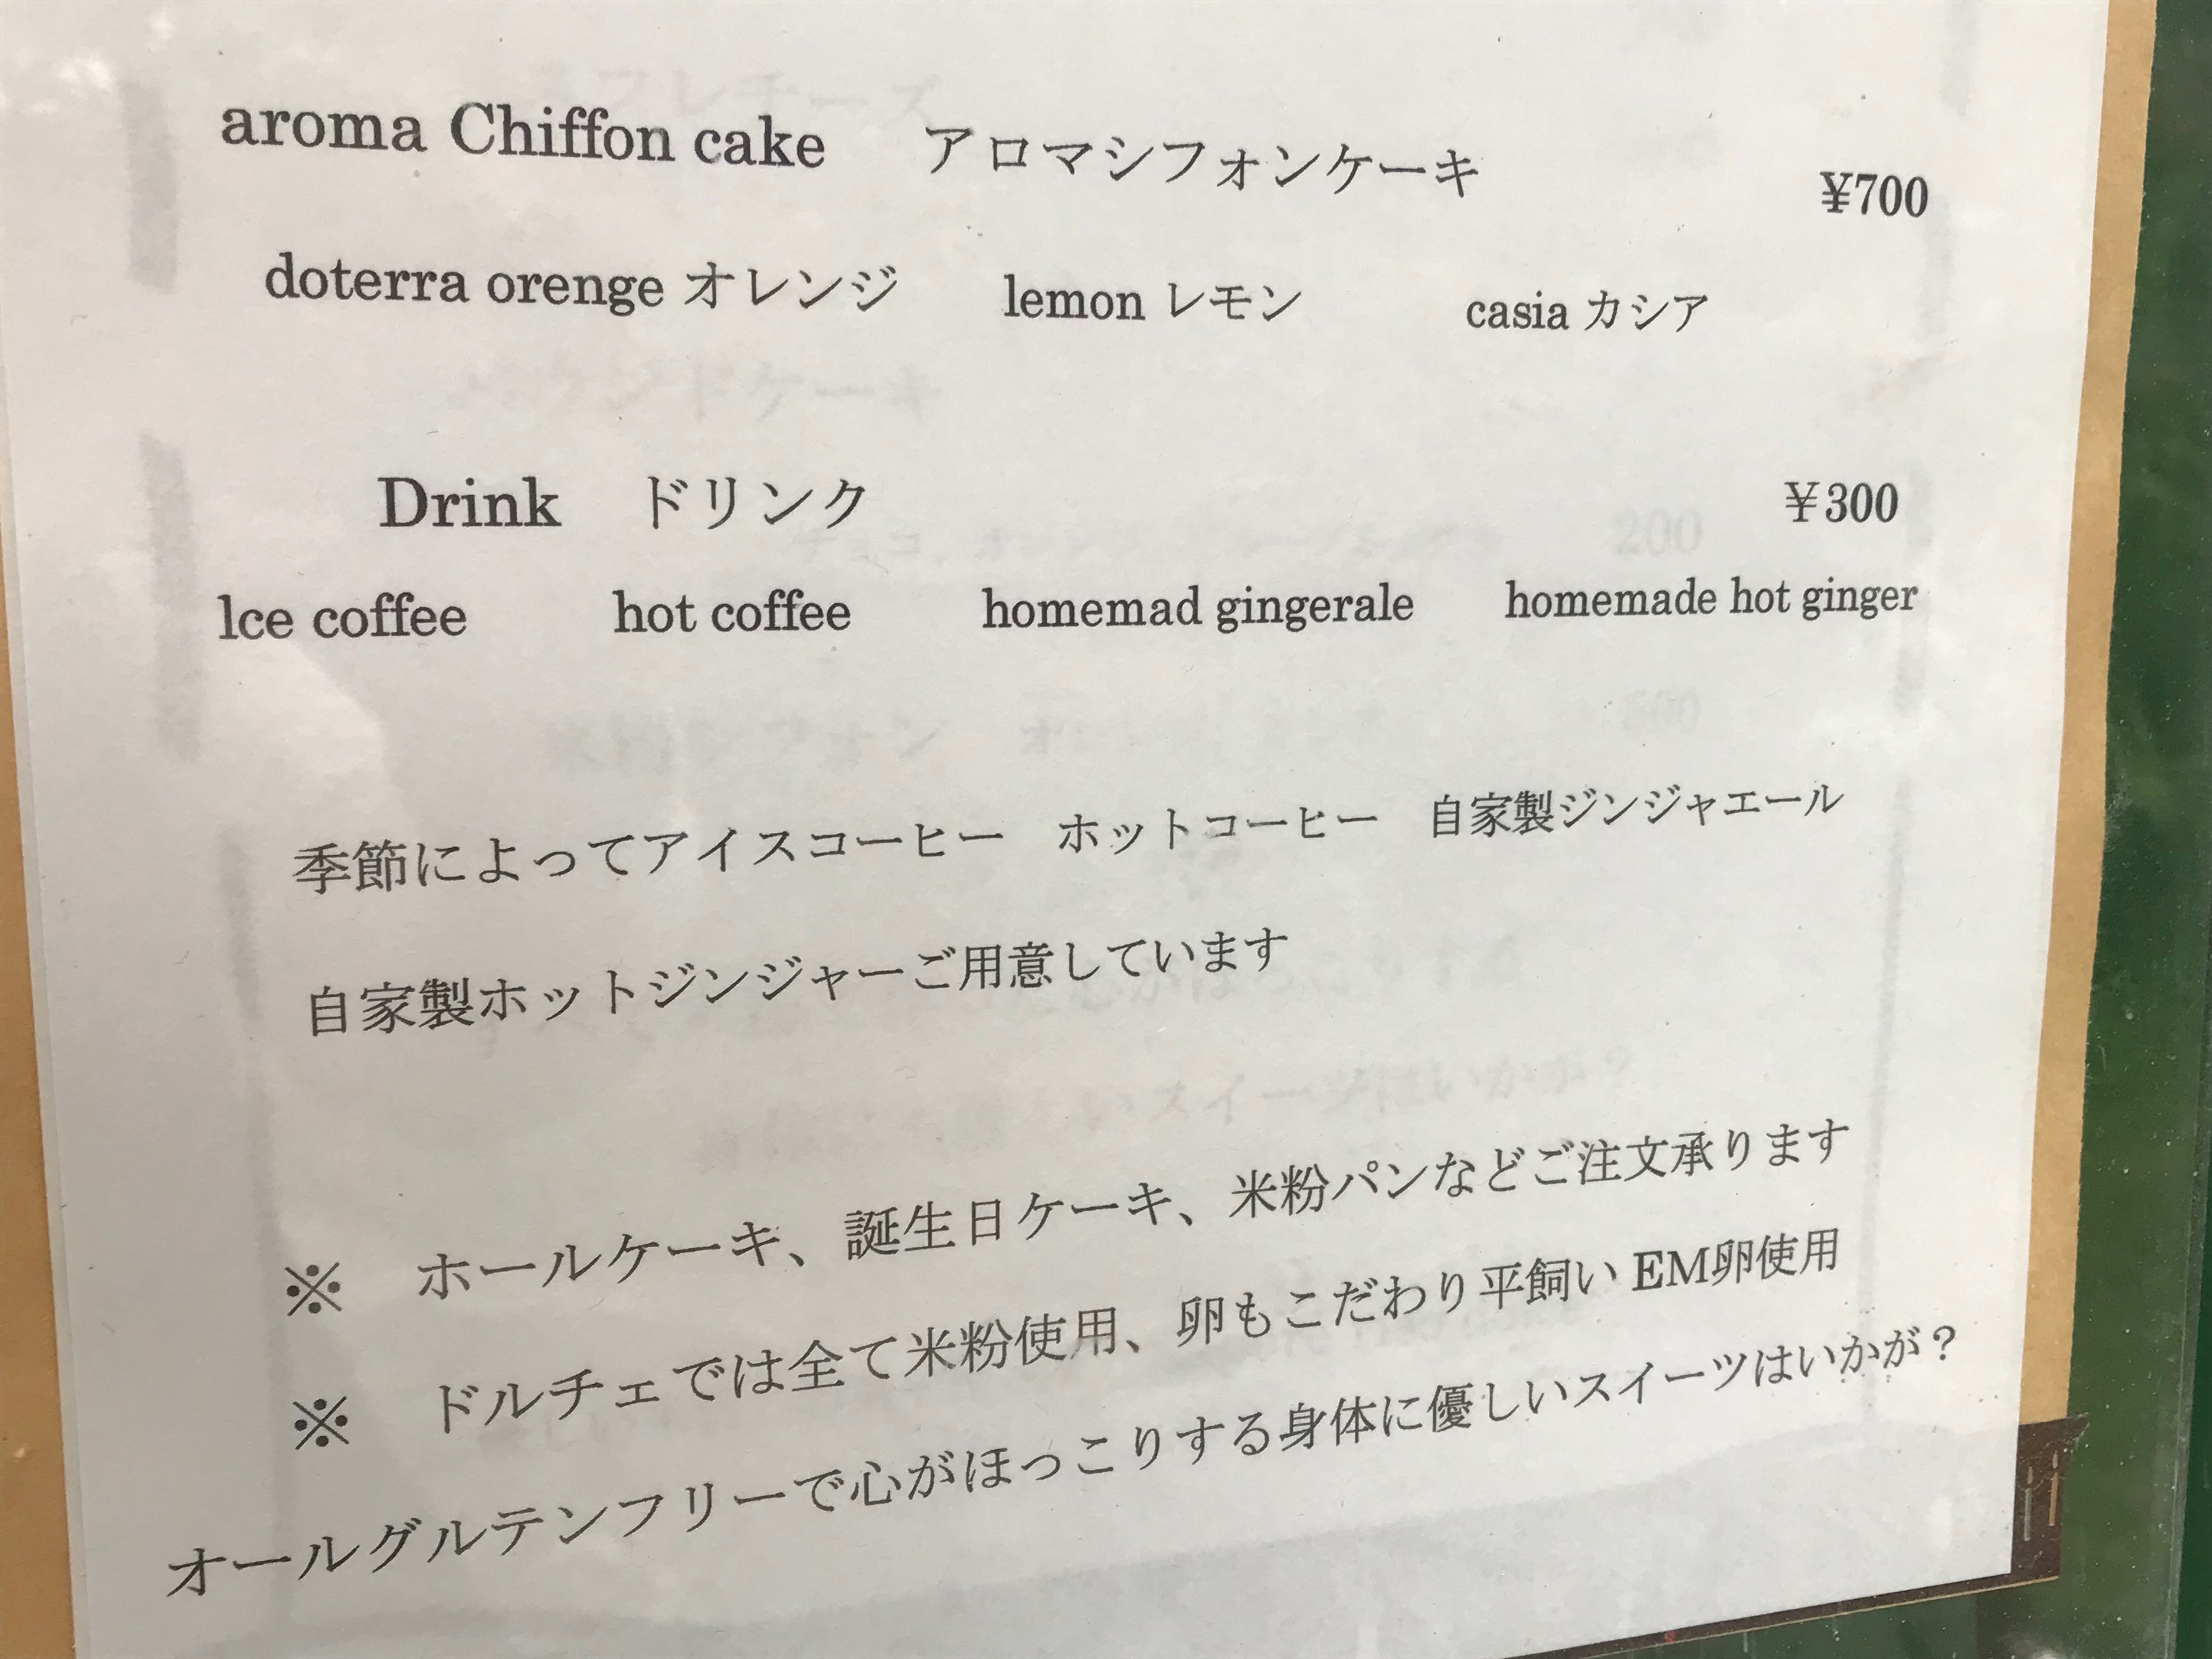 aroma Chiffon cake アロマシフォンケーキ ¥700
doterra orenge オレンジ lemon レモン casia カシア
Drink ドリンク ¥300
lce coffee hot coffee homemad gingerale homemade hot ginger
季節によってアイスコーヒー ホットコーヒー 自家製ジンジャエール
自家製ホットジンジャーご用意しています
※ ホールケーキ、誕生日ケーキ、米粉パンなどご注文承ります
※ ドルチェでは全て米粉使用、卵もこだわり平飼いEM卵使用
オールグルテンフリーで心がほっこりする身体に優しいスイーツはいかが？